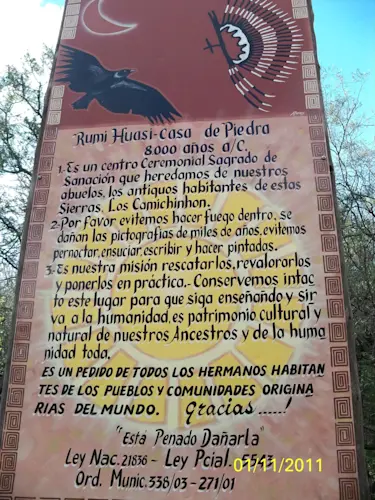 Rumi Huasi-Casa de Piedra
8000 años a/C.
1-Es un centro Ceremonial Sagrado de
Sanación que heredamos de nuestros
abuelos, los antiguos habitantes de estas
Sierras, Los Camichinhon.
2-Por favor evitemos hacer fuego dentro, se
dañan las pictografías de miles de años, evitemos
pernoctar, ensuciar, escribir y hacer pintados.
3-Es nuestra misión rescatarlos, revalorarlos
y ponerlos en práctica.-Conservemos intac
to este lugar para que siga enseñando y sir
va a la humanidad, es patrimonio cultural y
natural de nuestros Ancestros y de la huma
nidad toda.
ES UN PEDIDO DE TODOS LOS HERMANOS HABITAN
TES DE LOS PUEBLOS Y COMUNIDADES ORIGINA
RIAS DEL MUNDO. Gracias......!
"Está Penado Dañarla"
Ley Nac. 21836 - Ley Pcial. 5543
Ord. Munic. 338/03 - 271/01
01/11/2011